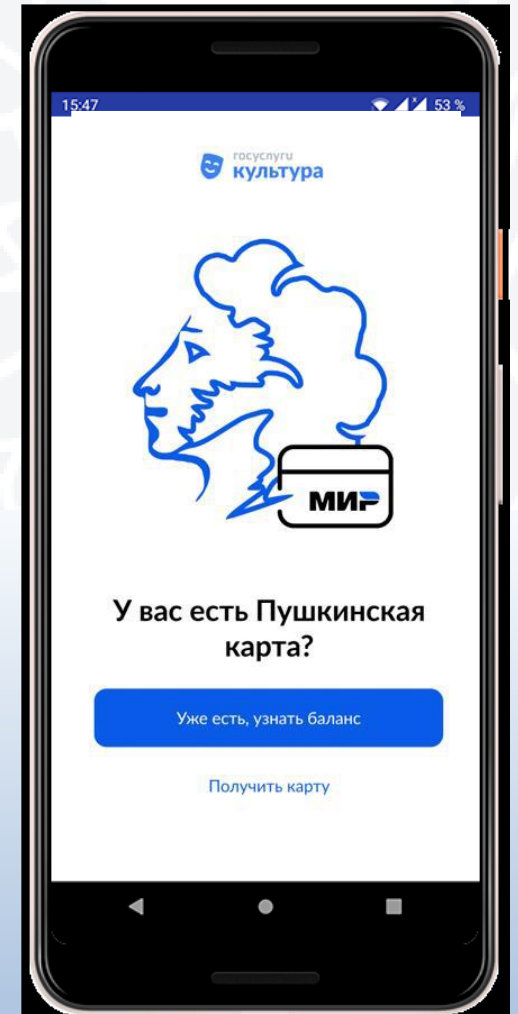 15:47
53 %
госуслуги
культура
МИР
У вас есть Пушкинская
карта?
Уже есть, узнать баланс
Получить карту